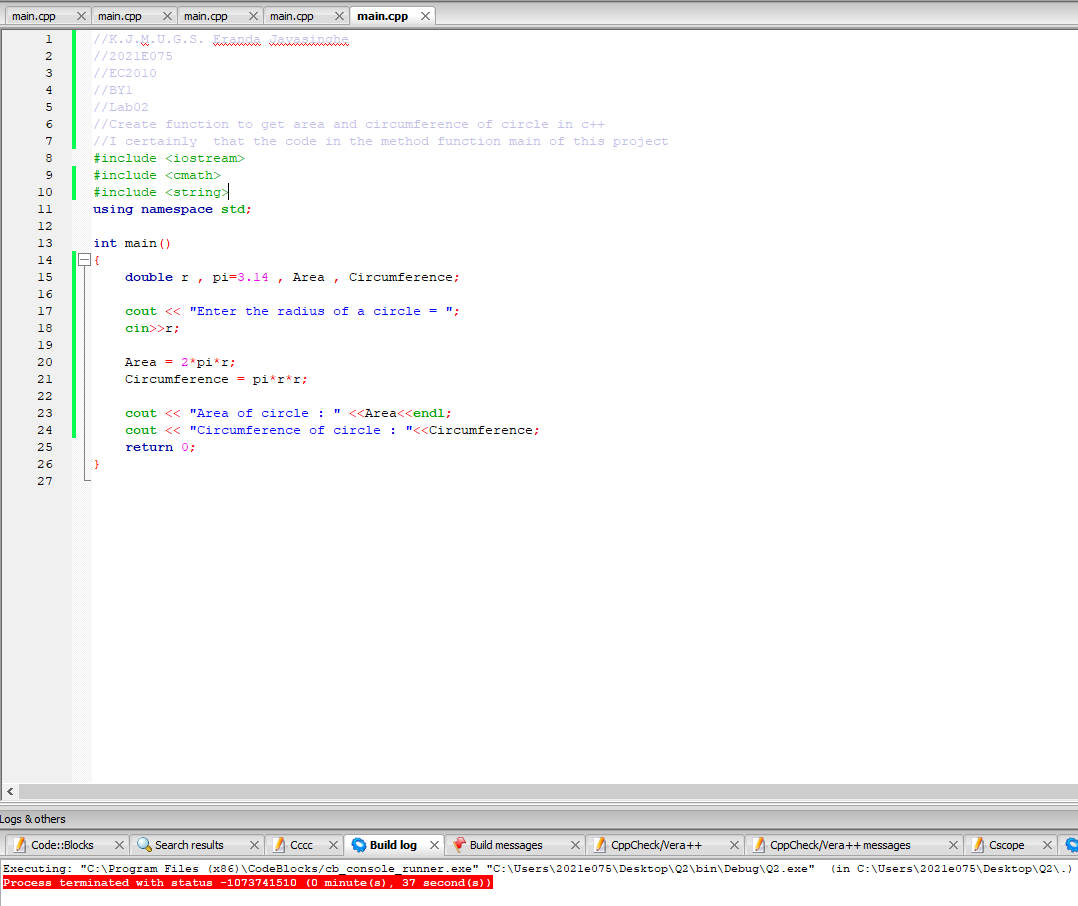 main.cpp main.cpp main.cpp main.cpp main.cpp
1 //K.J.M.U.G.S. Eranda Jayasinghe
2 //2021E075
3 //EC2010
4 //BY1
5 //Lab02
6 //Create function to get area and circumference of circle in c++
7 //I certainly  that the code in the method function main of this project
8 #include <iostream>
9 #include <cmath>
10 #include <string>
11 using namespace std;
12
13 int main()
14 {
15     double r , pi=3.14 , Area , Circumference;
16
17     cout << "Enter the radius of a circle = ";
18     cin>>r;
19
20     Area = 2*pi*r;
21     Circumference = pi*r*r;
22
23     cout << "Area of circle : " <<Area<<endl;
24     cout << "Circumference of circle : "<<Circumference;
25     return 0;
26 }
27
Logs & others
Code::Blocks Search results Cccc Build log Build messages CppCheck/Vera++ CppCheck/Vera++ messages Cscope
Executing: "C:\Program Files (x86)\CodeBlocks/cb_console_runner.exe" "C:\Users\2021e075\Desktop\Q2\bin\Debug\Q2.exe"  (in C:\Users\2021e075\Desktop\Q2\.)
Process terminated with status -1073741510 (0 minute(s), 37 second(s))